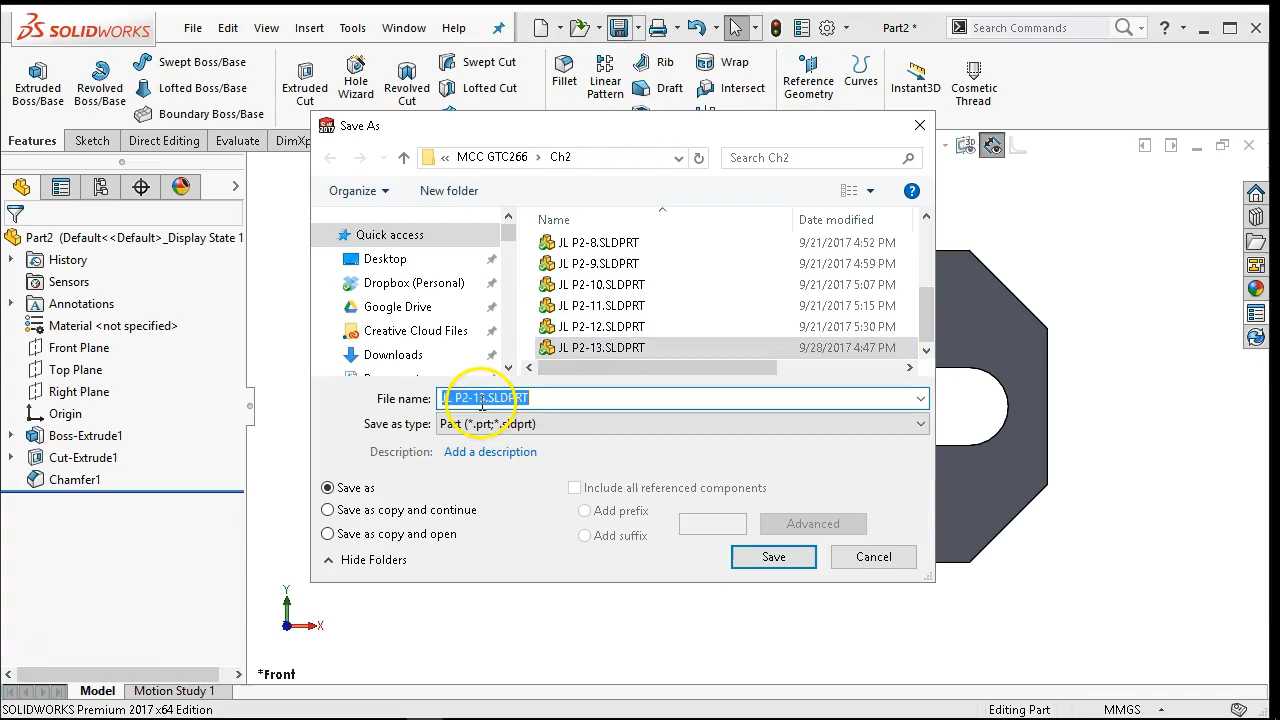 SOLIDWORKS File Edit View Insert Tools Window Help Part2 * Search Commands ?
Extruded Boss/Base
Revolved Boss/Base
Swept Boss/Base
Lofted Boss/Base
Boundary Boss/Base
Extruded Cut
Hole Wizard
Revolved Cut
Swept Cut
Lofted Cut
Fillet
Linear Pattern
Rib
Draft
Wrap
Intersect
Reference Geometry
Curves
Instant3D
Cosmetic Thread
Features Sketch Direct Editing Evaluate DimXp
Part2 (Default<<Default>_Display State 1
History
Sensors
Annotations
Material <not specified>
Front Plane
Top Plane
Right Plane
Origin
Boss-Extrude1
Cut-Extrude1
Chamfer1
Save As
« MCC GTC266 › Ch2
Search Ch2
Organize New folder
Quick access
Desktop
Dropbox (Personal)
Google Drive
Creative Cloud Files
Downloads
Name Date modified
JL P2-8.SLDPRT 9/21/2017 4:52 PM
JL P2-9.SLDPRT 9/21/2017 4:59 PM
JL P2-10.SLDPRT 9/21/2017 5:07 PM
JL P2-11.SLDPRT 9/21/2017 5:15 PM
JL P2-12.SLDPRT 9/21/2017 5:30 PM
JL P2-13.SLDPRT 9/28/2017 4:47 PM
File name: JL P2-13.SLDPRT
Save as type: Part (*.prt;*.sldprt)
Description: Add a description
Save as
Save as copy and continue
Save as copy and open
Include all referenced components
Add prefix
Add suffix
Advanced
Hide Folders
Save Cancel
Y
X
*Front
Model Motion Study 1
SOLIDWORKS Premium 2017 x64 Edition Editing Part MMGS